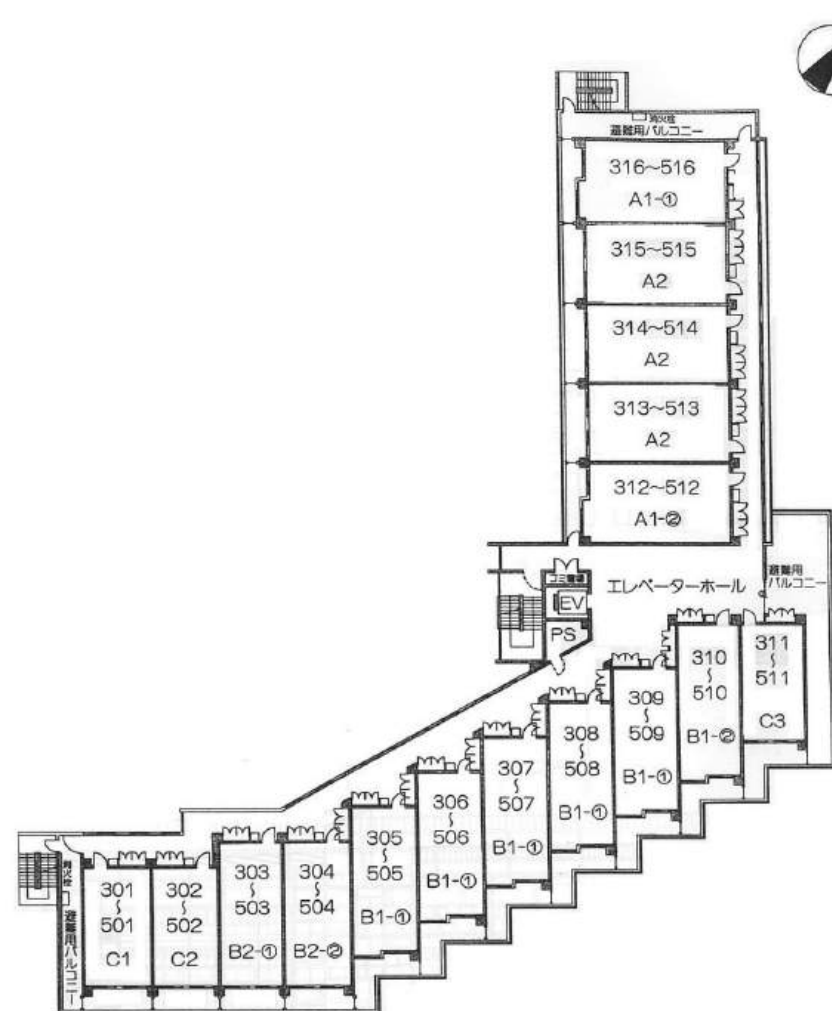 消火栓
避難用バルコニー
316～516
A1-①
315～515
A2
314～514
A2
313～513
A2
312～512
A1-②
ゴミ置場
エレベーターホール
避難用
バルコニー
EV
PS
311
～
511
C3
310
～
510
B1-②
309
～
509
B1-①
308
～
508
B1-①
307
～
507
B1-①
306
～
506
B1-①
305
～
505
B1-①
304
～
504
B2-②
303
～
503
B2-①
302
～
502
C2
301
～
501
C1
消火栓
避難用バルコニー